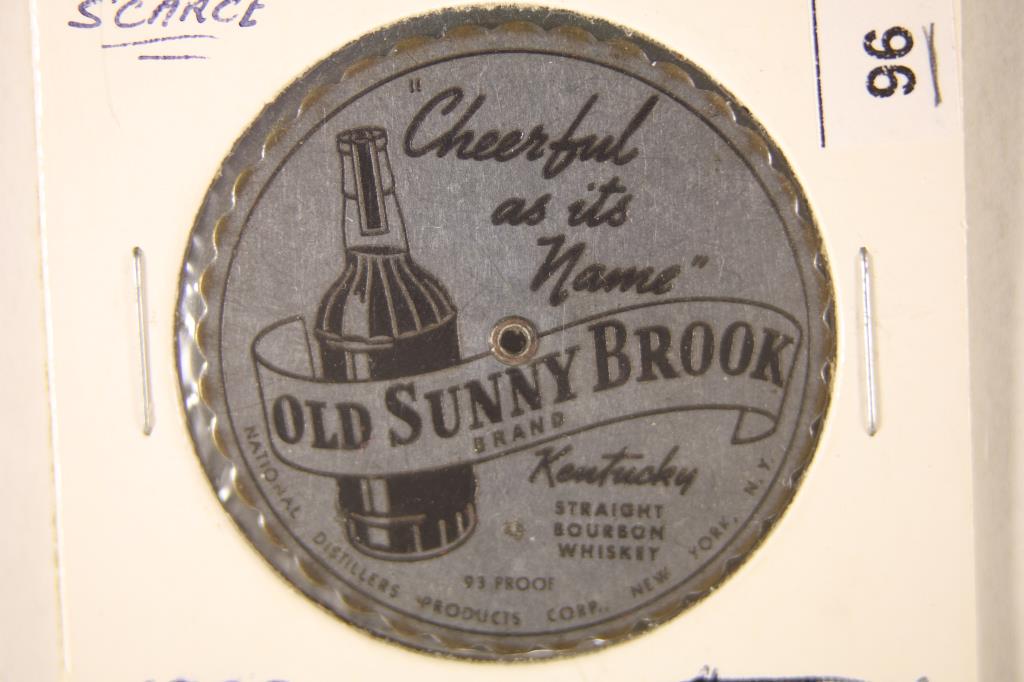 SCARCE
96
"Cheerful
as its
Name"
OLD SUNNY BROOK
BRAND
Kentucky
STRAIGHT
BOURBON
WHISKEY
93 PROOF
NATIONAL DISTILLERS PRODUCTS CORP., NEW YORK, N.Y.